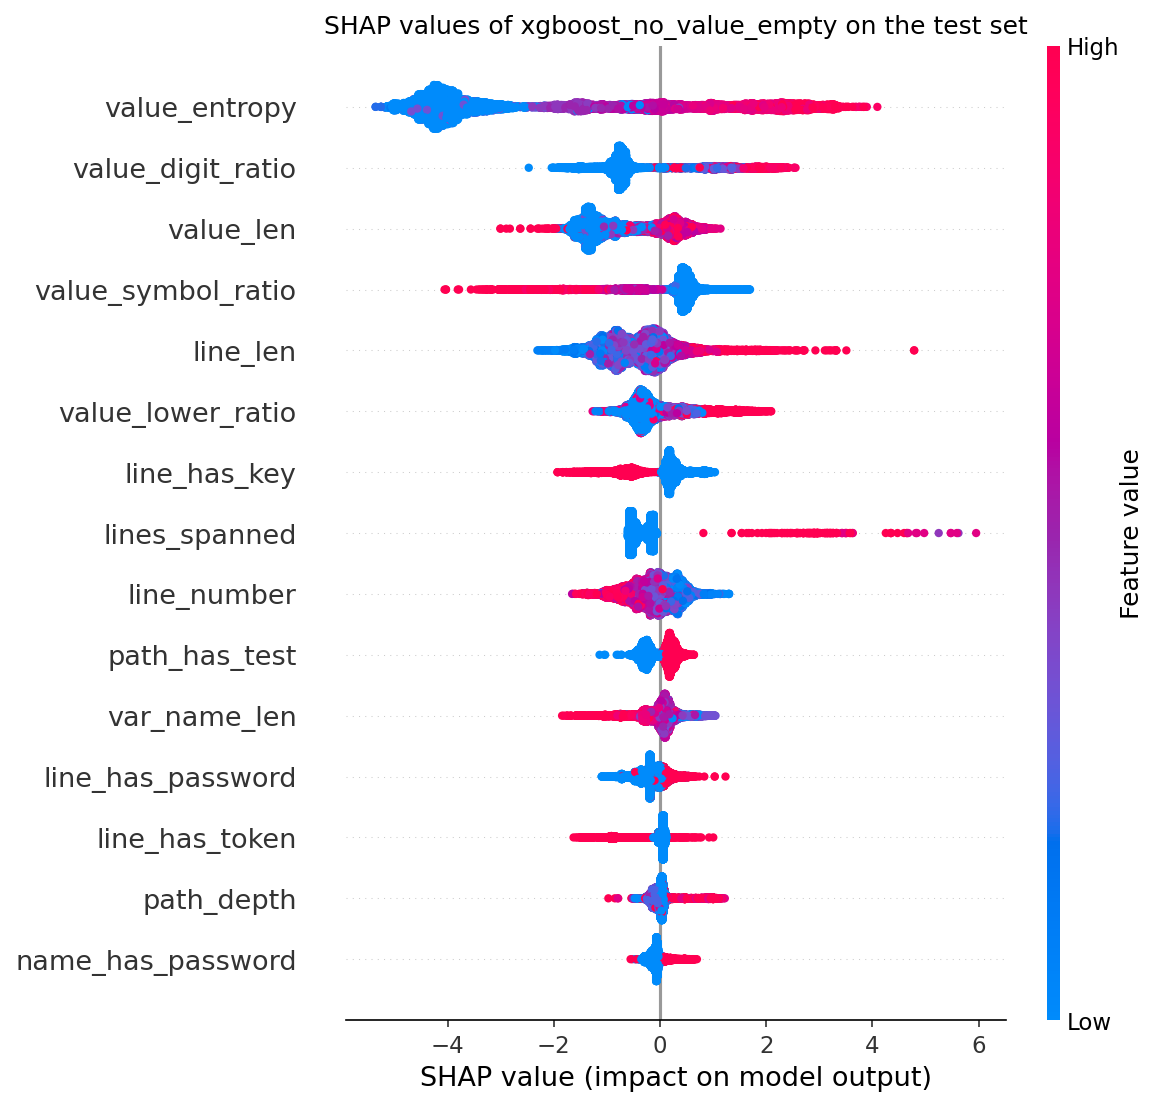 SHAP values of xgboost_no_value_empty on the test set
High
value_entropy
value_digit_ratio
value_len
value_symbol_ratio
line_len
value_lower_ratio
line_has_key
lines_spanned
line_number
path_has_test
var_name_len
line_has_password
line_has_token
path_depth
name_has_password
Feature value
Low
−4 −2 0 2 4 6
SHAP value (impact on model output)